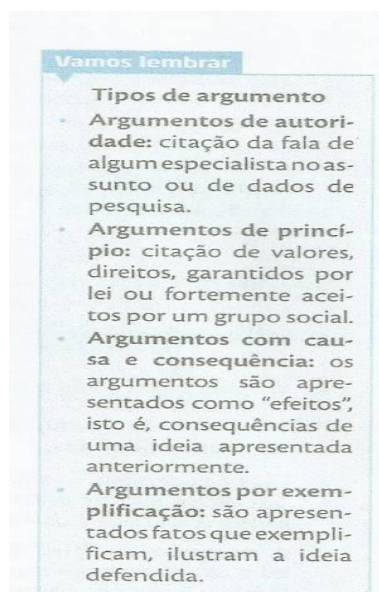 Vamos lembrar
Tipos de argumento
• Argumentos de autori-
dade: citação da fala de
algum especialista no as-
sunto ou de dados de
pesquisa.
• Argumentos de princí-
pio: citação de valores,
direitos, garantidos por
lei ou fortemente acei-
tos por um grupo social.
• Argumentos com cau-
sa e consequência: os
argumentos são apre-
sentados como “efeitos”,
isto é, consequências de
uma ideia apresentada
anteriormente.
• Argumentos por exem-
plificação: são apresen-
tados fatos que exempli-
ficam, ilustram a ideia
defendida.